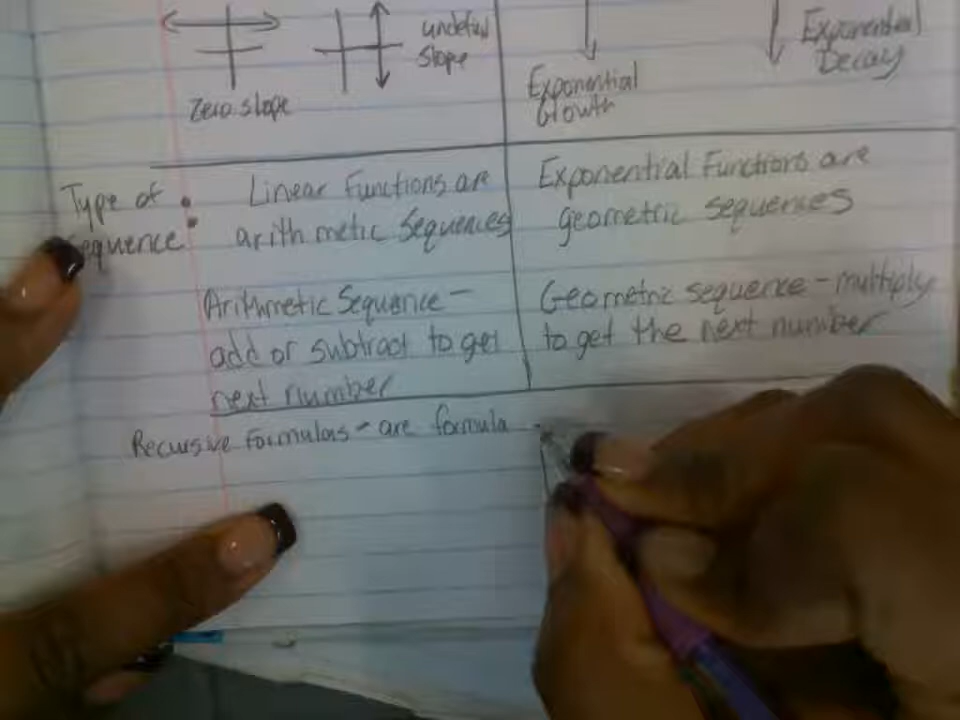 undefined
slope
Zero slope
Exponential
Growth
Exponential
Decay
Type of
Sequence:
Linear Functions are
arithmetic Sequences
Exponential Functions are
geometric sequences
Arithmetic Sequence -
add or subtract to get
next number
Geometric sequence - multiply
to get the next number
Recursive Formulas - are formula